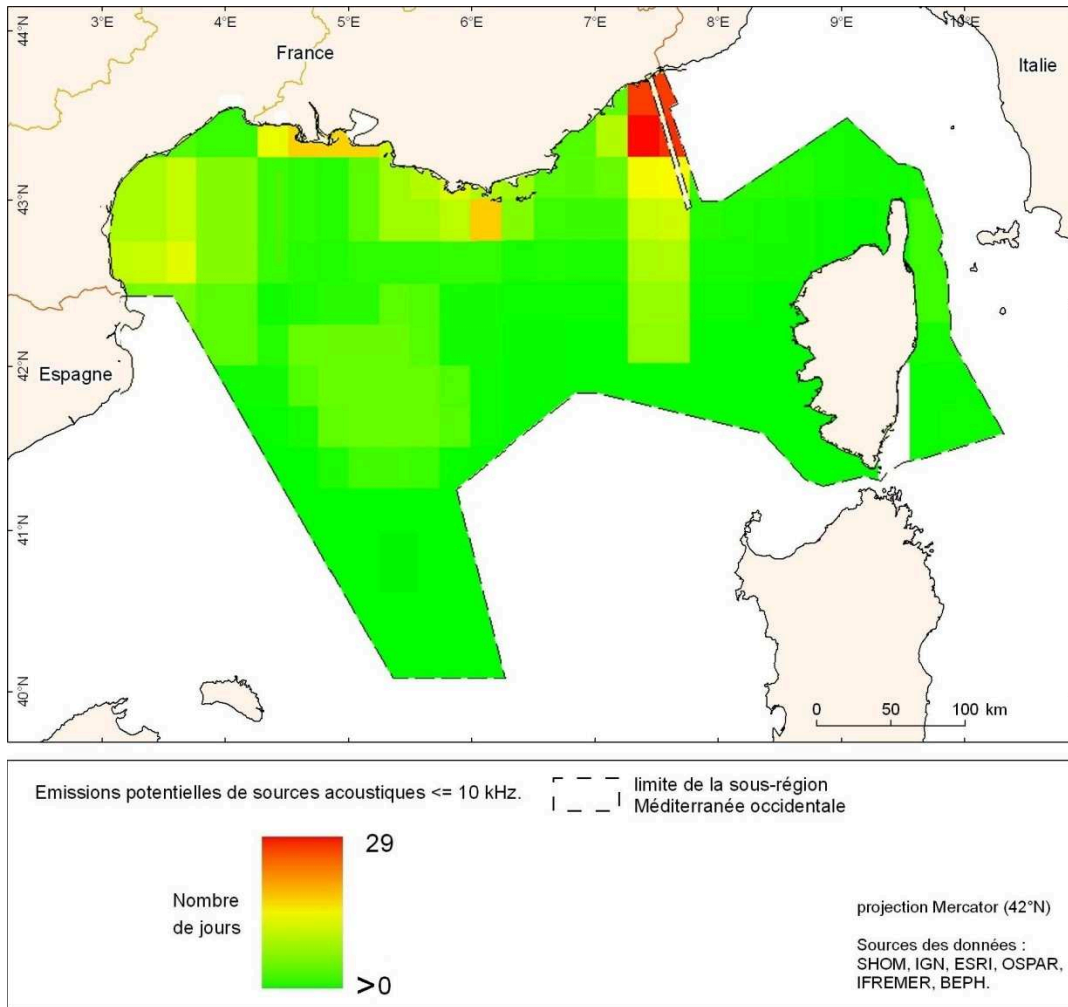 3°E 4°E 5°E 6°E 7°E 8°E 9°E 10°E
44°N
France
Italie
43°N
42°N
Espagne
41°N
40°N
0 50 100 km
Emissions potentielles de sources acoustiques <= 10 kHz.
limite de la sous-région
Méditerranée occidentale
29
Nombre
de jours
>0
projection Mercator (42°N)
Sources des données :
SHOM, IGN, ESRI, OSPAR,
IFREMER, BEPH.